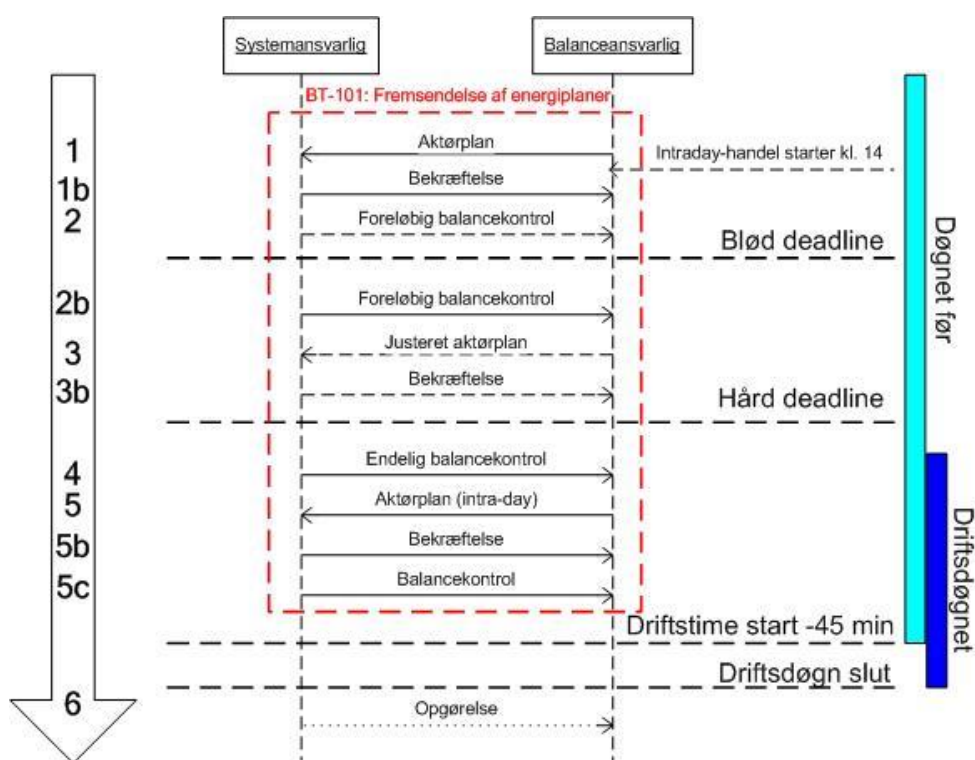 Systemansvarlig
Balanceansvarlig
BT-101: Fremsendelse af energiplaner
1
Aktørplan
Intraday-handel starter kl. 14
1b
Bekræftelse
2
Foreløbig balancekontrol
Blød deadline
Døgnet før
2b
Foreløbig balancekontrol
3
Justeret aktørplan
3b
Bekræftelse
Hård deadline
4
Endelig balancekontrol
5
Aktørplan (intra-day)
5b
Bekræftelse
5c
Balancekontrol
Driftsdøgnet
Driftstime start -45 min
Driftsdøgn slut
6
Opgørelse